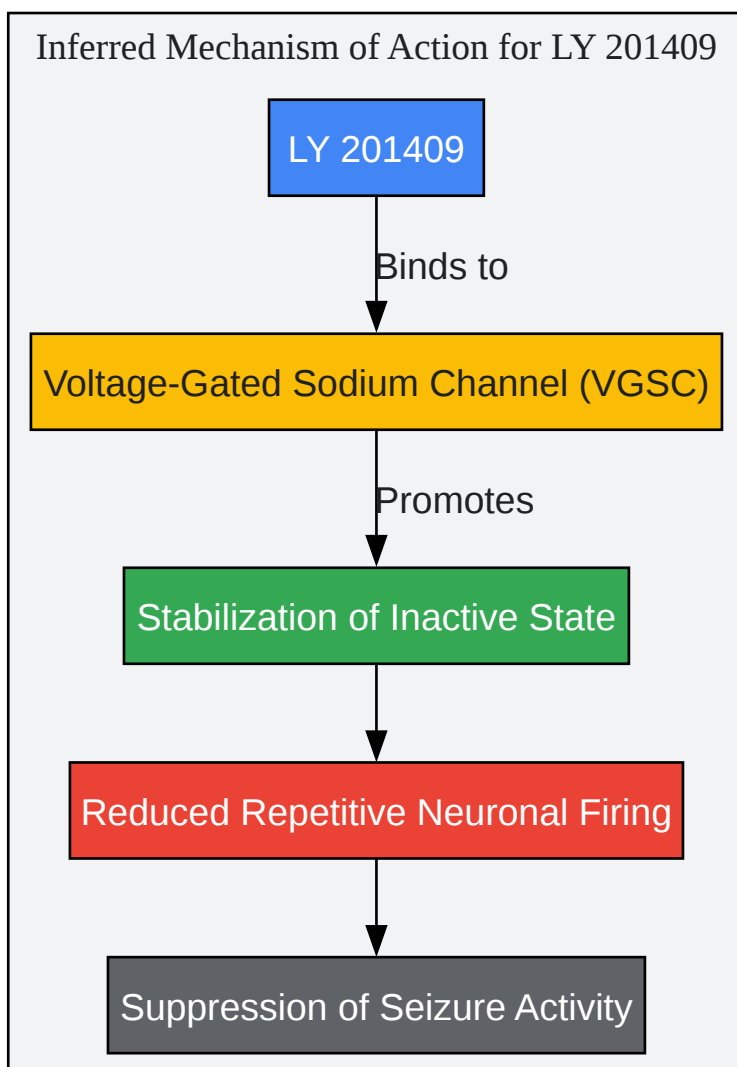 Inferred Mechanism of Action for LY 201409
LY 201409
Binds to
Voltage-Gated Sodium Channel (VGSC)
Promotes
Stabilization of Inactive State
Reduced Repetitive Neuronal Firing
Suppression of Seizure Activity